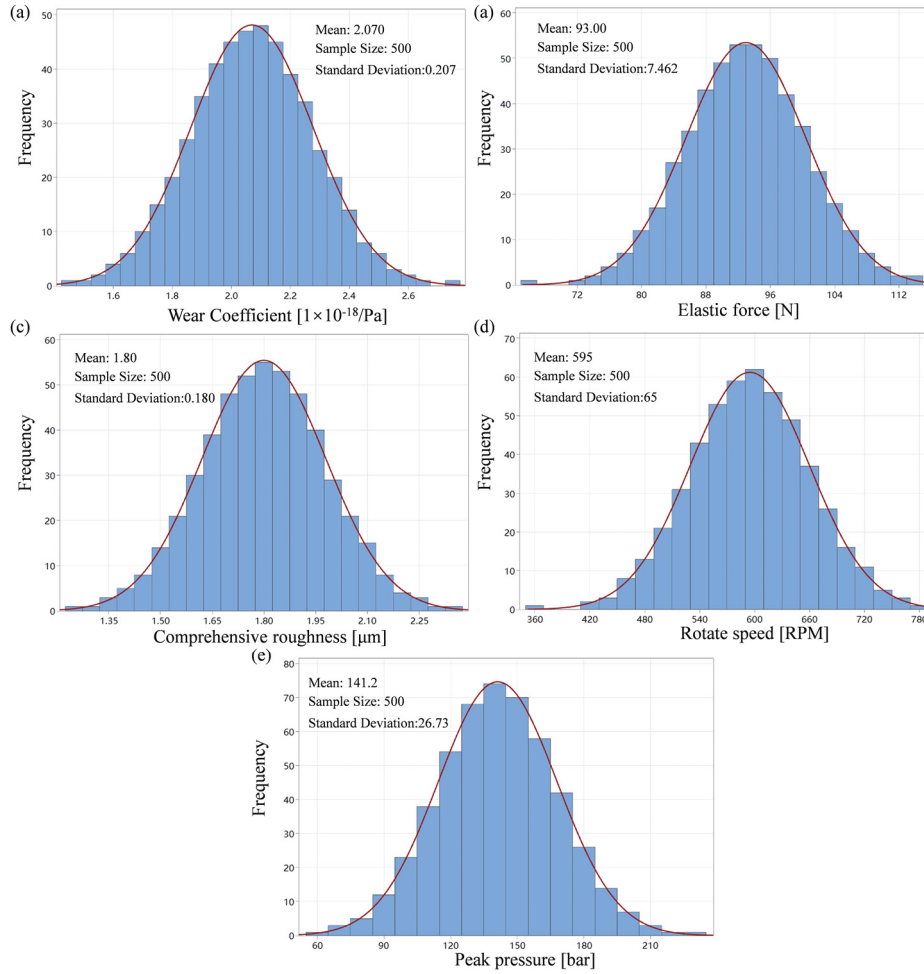 (a)
Mean: 2.070
Sample Size: 500
Standard Deviation:0.207
Frequency
50
40
30
20
10
0
1.6 1.8 2.0 2.2 2.4 2.6
Wear Coefficient [1×10⁻¹⁸/Pa]
(a)
Mean: 93.00
Sample Size: 500
Standard Deviation:7.462
Frequency
60
50
40
30
20
10
0
72 80 88 96 104 112
Elastic force [N]
(c)
Mean: 1.80
Sample Size: 500
Standard Deviation:0.180
Frequency
60
50
40
30
20
10
0
1.35 1.50 1.65 1.80 1.95 2.10 2.25
Comprehensive roughness [μm]
(d)
Mean: 595
Sample Size: 500
Standard Deviation:65
Frequency
70
60
50
40
30
20
10
0
360 420 480 540 600 660 720 780
Rotate speed [RPM]
(e)
Mean: 141.2
Sample Size: 500
Standard Deviation:26.73
Frequency
80
70
60
50
40
30
20
10
0
60 90 120 150 180 210
Peak pressure [bar]